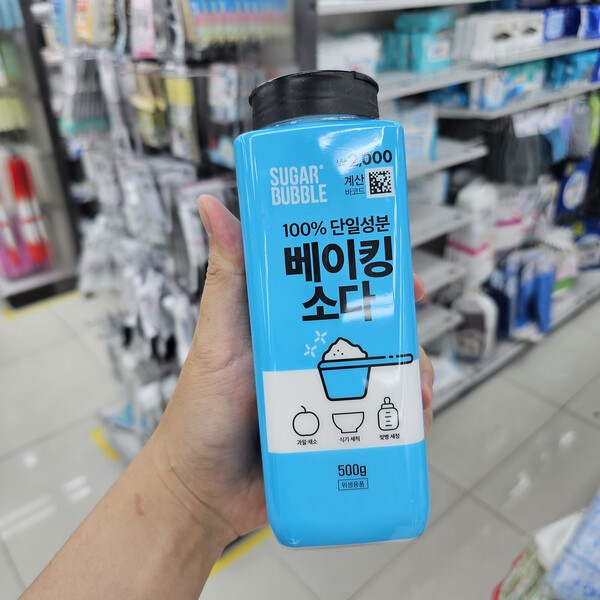 SUGAR®
BUBBLE
₩2,000
계산
바코드
100% 단일성분
베이킹
소다
과일 채소
식기 세척
젖병 세정
500g
위생용품